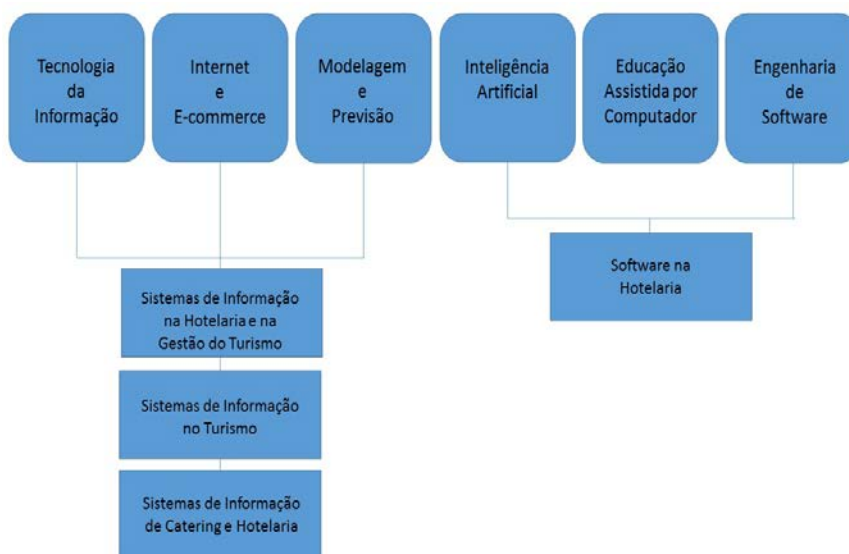 Tecnologia
da
Informação
Internet
e
E-commerce
Modelagem
e
Previsão
Inteligência
Artificial
Educação
Assistida por
Computador
Engenharia
de
Software
Sistemas de Informação
na Hotelaria e na
Gestão do Turismo
Software na
Hotelaria
Sistemas de Informação
no Turismo
Sistemas de Informação
de Catering e Hotelaria